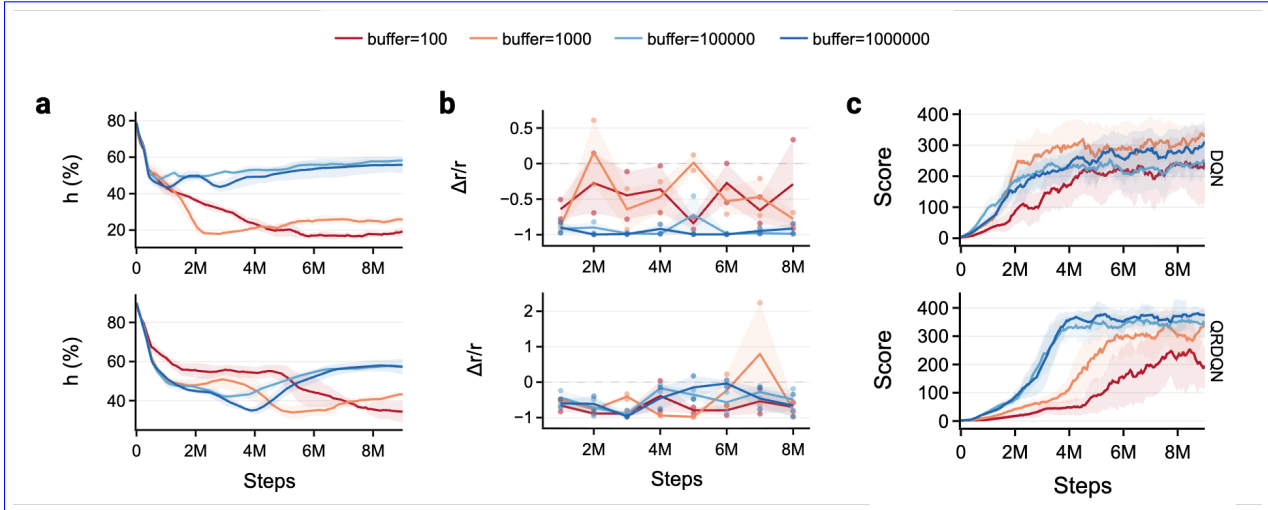 buffer=100 buffer=1000 buffer=100000 buffer=1000000
a b c
80
60
40
20
h (%)
0 2M 4M 6M 8M
0.5
0
−0.5
−1
Δr/r
2M 4M 6M 8M
400
300
200
100
0
Score
DQN
0 2M 4M 6M 8M
80
60
40
h (%)
0 2M 4M 6M 8M
Steps
2
1
0
−1
Δr/r
2M 4M 6M 8M
Steps
400
300
200
100
0
Score
QRDQN
0 2M 4M 6M 8M
Steps